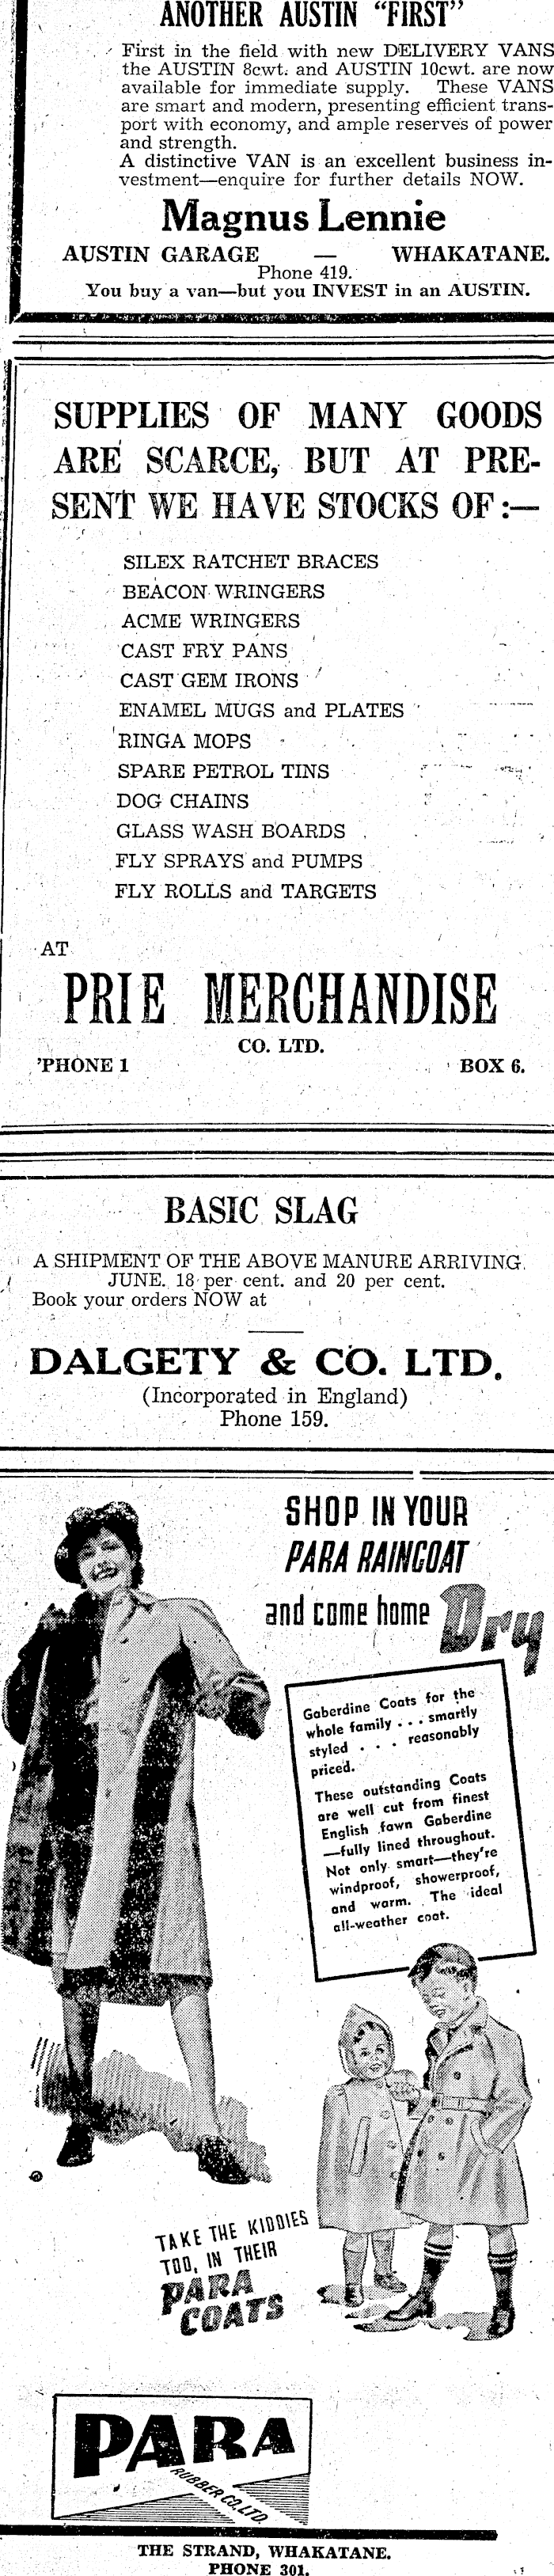 ANOTHER AUSTIN "FIRST"
First in the field with new DELIVERY VANS
the AUSTIN 8cwt. and AUSTIN 10cwt. are now
available for immediate supply. These VANS
are smart and modern, presenting efficient trans-
port with economy, and ample reserves of power
and strength.
A distinctive VAN is an excellent business in-
vestment—enquire for further details NOW.
Magnus Lennie
AUSTIN GARAGE — WHAKATANE.
Phone 419.
You buy a van—but you INVEST in an AUSTIN.
SUPPLIES OF MANY GOODS
ARE SCARCE, BUT AT PRE-
SENT WE HAVE STOCKS OF :—
SILEX RATCHET BRACES
BEACON WRINGERS
ACME WRINGERS
CAST FRY PANS
CAST GEM IRONS
ENAMEL MUGS and PLATES
RINGA MOPS
SPARE PETROL TINS
DOG CHAINS
GLASS WASH BOARDS
FLY SPRAYS and PUMPS
FLY ROLLS and TARGETS
AT
PRIE MERCHANDISE
CO. LTD.
'PHONE 1 BOX 6.
BASIC SLAG
A SHIPMENT OF THE ABOVE MANURE ARRIVING
JUNE. 18 per cent. and 20 per cent.
Book your orders NOW at
DALGETY & CO. LTD.
(Incorporated in England)
Phone 159.
SHOP IN YOUR
PARA RAINCOAT
and come home Dry
Gaberdine Coats for the
whole family . . . smartly
styled . . . reasonably
priced.
These outstanding Coats
are well cut from finest
English fawn Gaberdine
—fully lined throughout.
Not only smart—they're
windproof, showerproof,
and warm. The ideal
all-weather coat.
TAKE THE KIDDIES
TOO, IN THEIR
PARA
COATS
PARA
RUBBER CO. LTD.
THE STRAND, WHAKATANE.
PHONE 301.